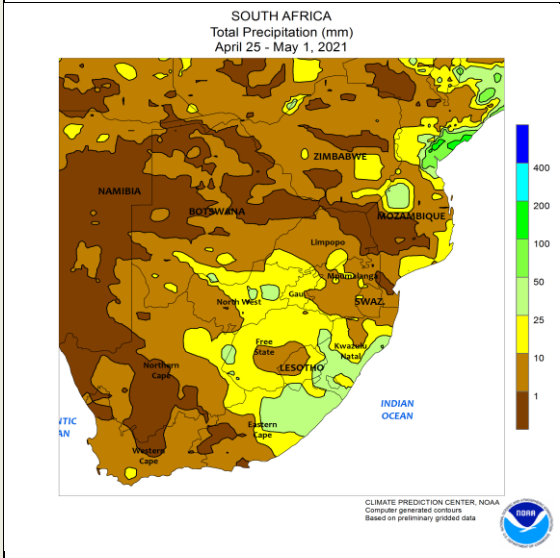 SOUTH AFRICA
Total Precipitation (mm)
April 25 - May 1, 2021
ZIMBABWE
NAMIBIA
BOTSWANA
MOZAMBIQUE
Limpopo
Mpumalanga
Gaut
North West
SWAZ.
Free
State
Kwazulu
Natal
LESOTHO
Northern
Cape
Eastern
Cape
Western
Cape
NTIC
AN
INDIAN
OCEAN
400
200
100
50
25
10
1
CLIMATE PREDICTION CENTER, NOAA
Computer generated contours
Based on preliminary gridded data
NOAA